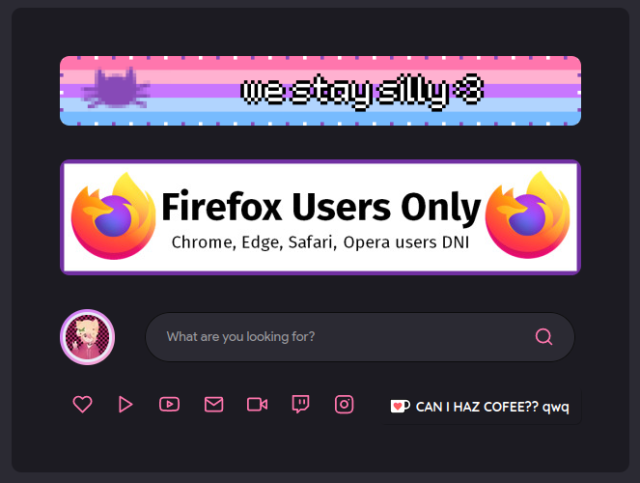 we stay silly <3
Firefox Users Only
Chrome, Edge, Safari, Opera users DNI
What are you looking for?
CAN I HAZ COFEE?? qwq